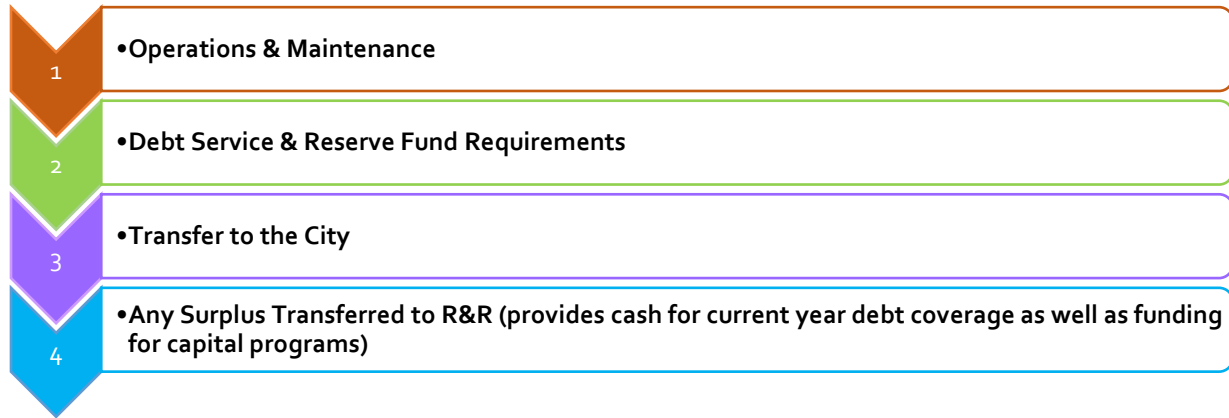 1
•Operations & Maintenance
2
•Debt Service & Reserve Fund Requirements
3
•Transfer to the City
4
•Any Surplus Transferred to R&R (provides cash for current year debt coverage as well as funding
for capital programs)